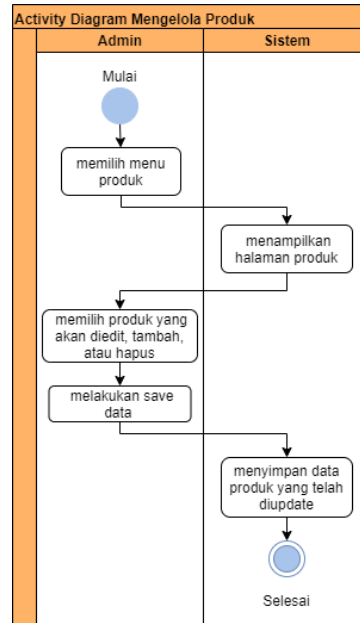 Activity Diagram Mengelola Produk
Admin
Sistem
Mulai
memilih menu
produk
menampilkan
halaman produk
memilih produk yang
akan diedit, tambah,
atau hapus
melakukan save
data
menyimpan data
produk yang telah
diupdate
Selesai